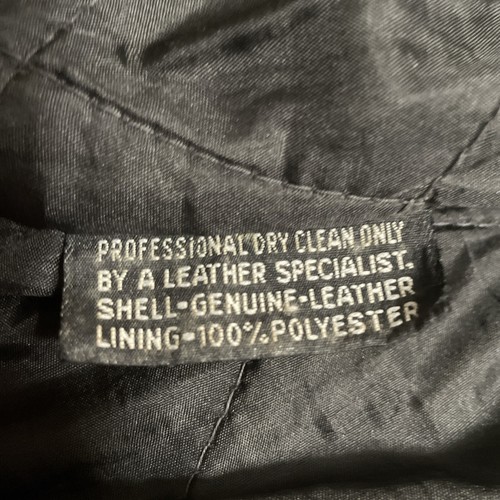 PROFESSIONAL DRY CLEAN ONLY
BY A LEATHER SPECIALIST.
SHELL-GENUINE-LEATHER
LINING-100% POLYESTER